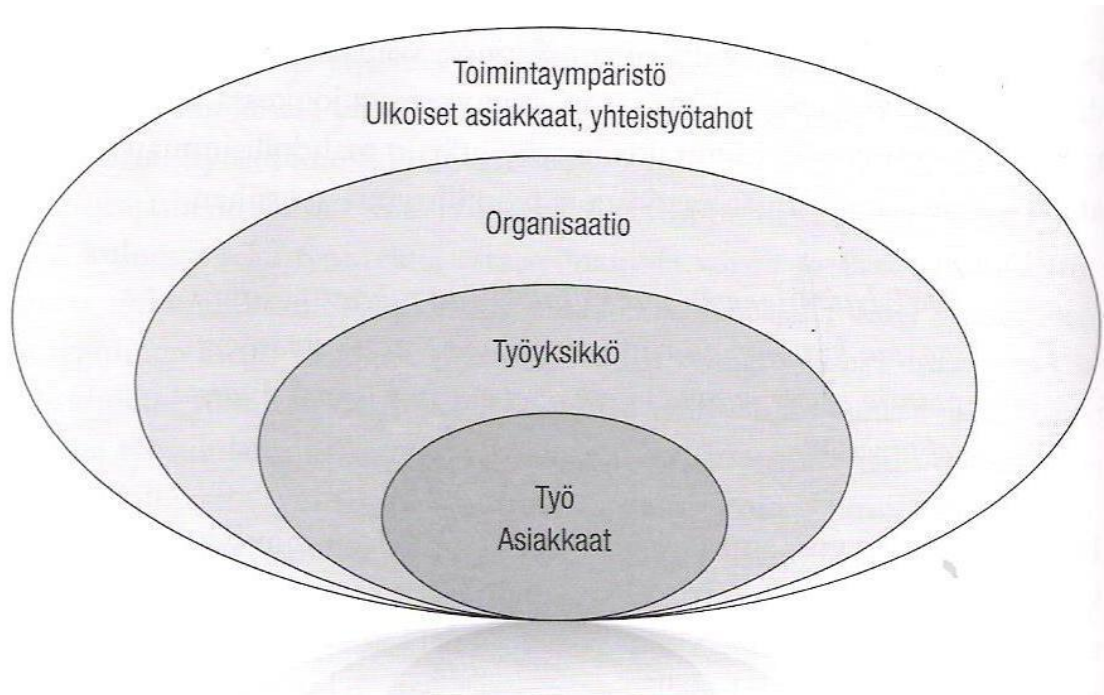 Toimintaympäristö
Ulkoiset asiakkaat, yhteistyötahot
Organisaatio
Työyksikkö
Työ
Asiakkaat